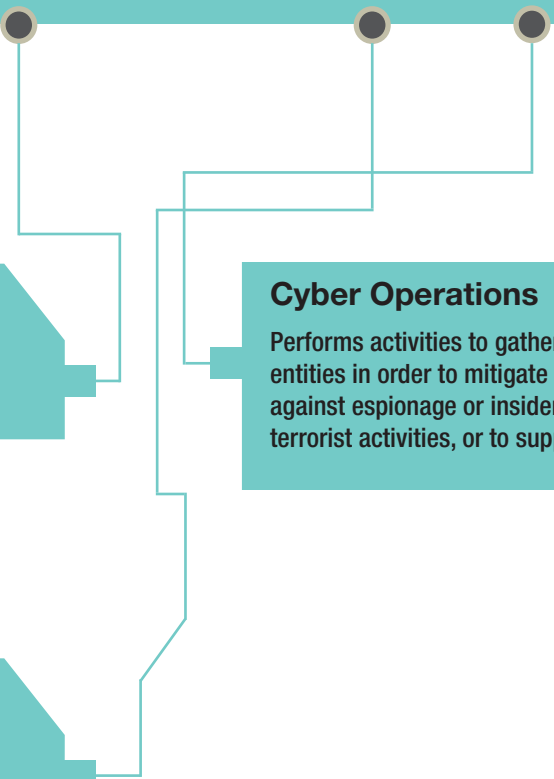 Cyber Operations
Performs activities to gather
entities in order to mitigate
against espionage or insider
terrorist activities, or to supp